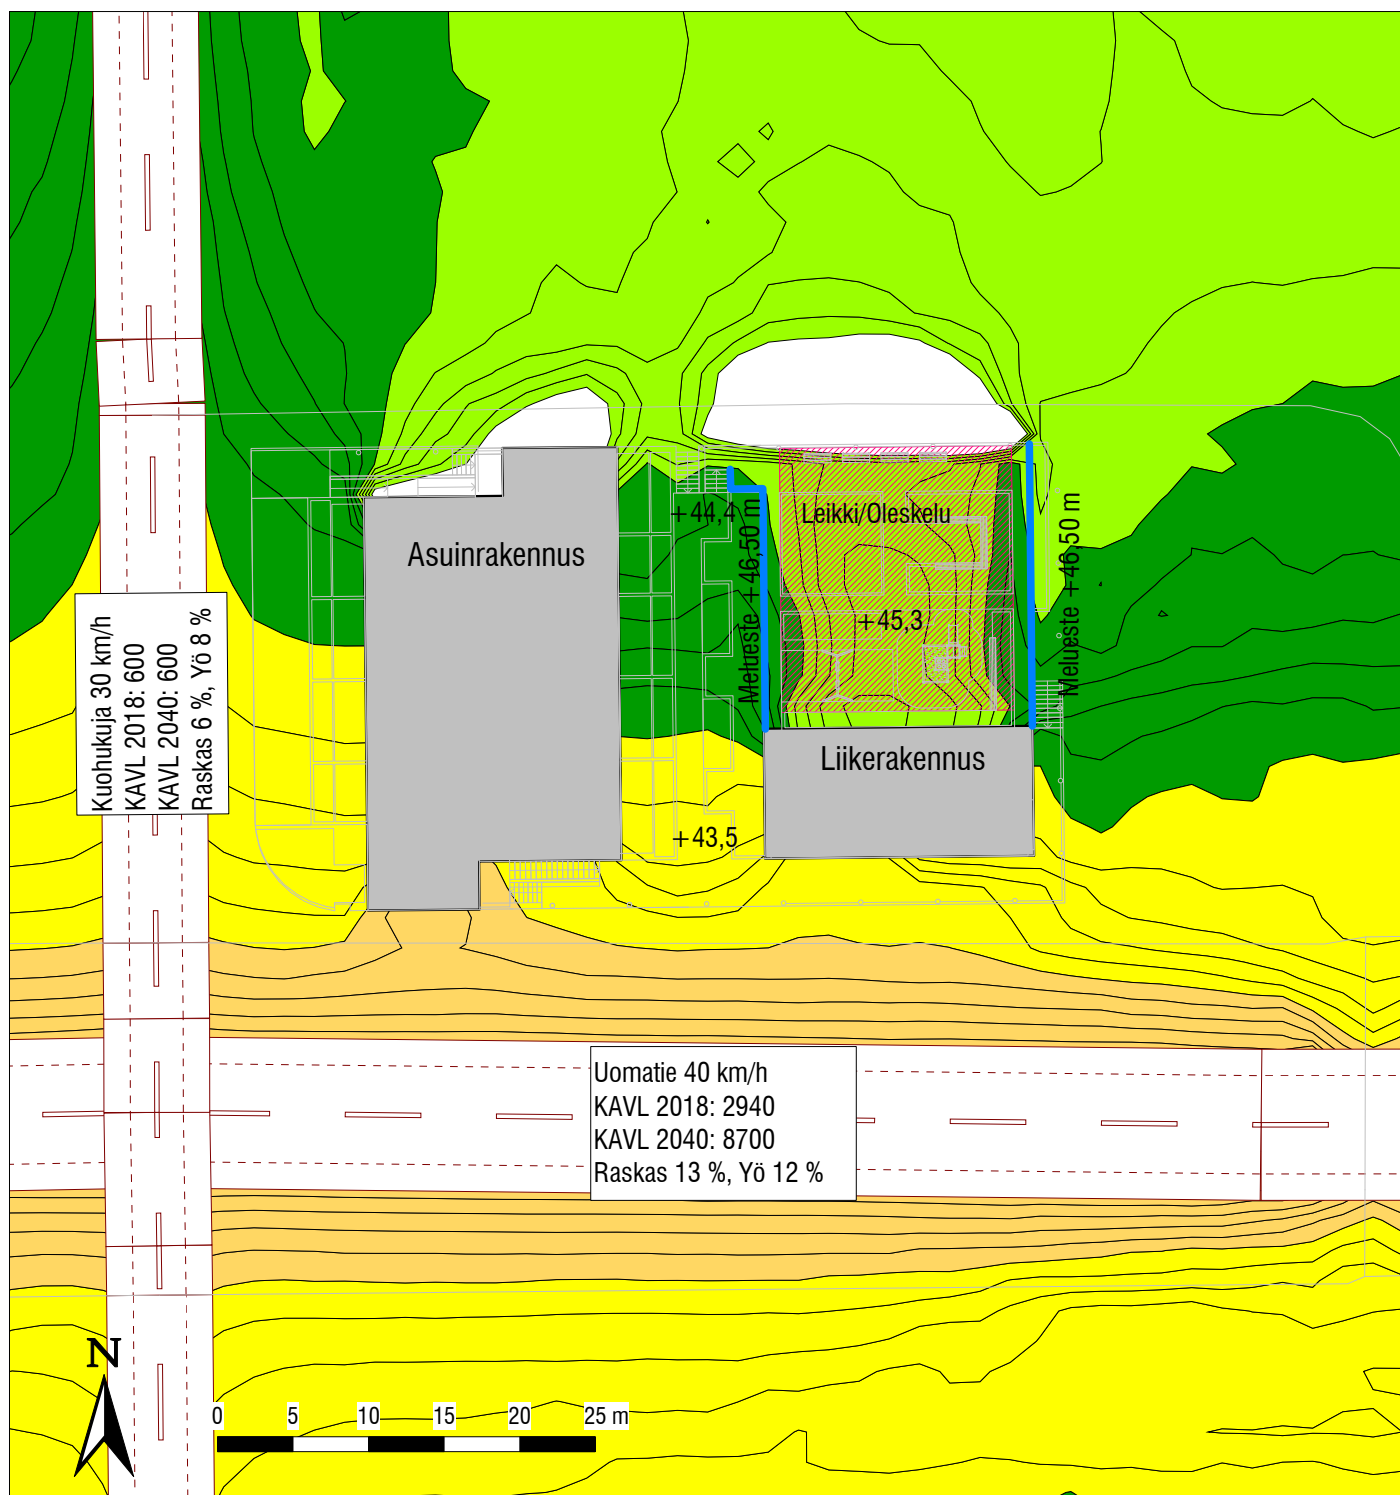 +44,4
Leikki/Oleskelu
Asuinrakennus
Melueste +46,50 m
Melueste +46,50 m
+45,3
Kuohukuja 30 km/h
KAVL 2018: 600
KAVL 2040: 600
Raskas 6 %, Yö 8 %
Liikerakennus
+43,5
Uomatie 40 km/h
KAVL 2018: 2940
KAVL 2040: 8700
Raskas 13 %, Yö 12 %
N
0 5 10 15 20 25 m